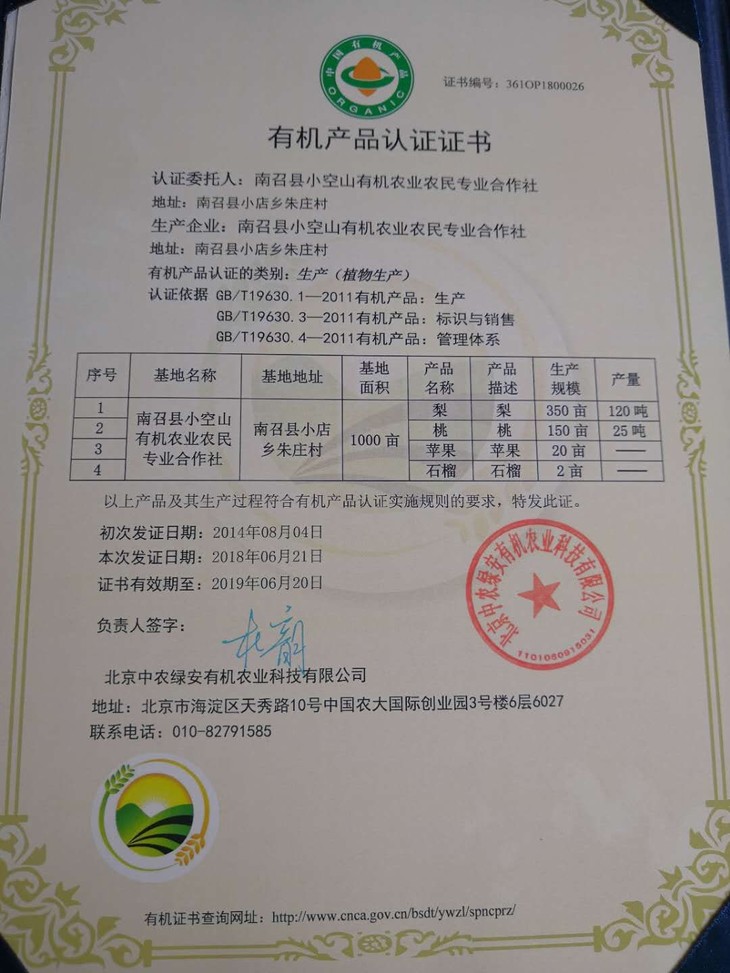 中国有机产品
ORGANIC
证书编号：361OP1800026
有机产品认证证书
认证委托人：南召县小空山有机农业农民专业合作社
地址：南召县小店乡朱庄村
生产企业：南召县小空山有机农业农民专业合作社
地址：南召县小店乡朱庄村
有机产品认证的类别：生产（植物生产）
认证依据 GB/T19630.1—2011有机产品：生产
GB/T19630.3—2011有机产品：标识与销售
GB/T19630.4—2011有机产品：管理体系
序号 基地名称 基地地址 基地面积 产品名称 产品描述 生产规模 产量
1 南召县小空山有机农业农民专业合作社 南召县小店乡朱庄村 1000 亩 梨 梨 350 亩 120 吨
2 桃 桃 150 亩 25 吨
3 苹果 苹果 20 亩 ——
4 石榴 石榴 2 亩 ——
以上产品及其生产过程符合有机产品认证实施规则的要求，特发此证。
初次发证日期：2014年08月04日
本次发证日期：2018年06月21日
证书有效期至：2019年06月20日
负责人签字：
北京中农绿安有机农业科技有限公司
1101080915031
北京中农绿安有机农业科技有限公司
地址：北京市海淀区天秀路10号中国农大国际创业园3号楼6层6027
联系电话：010-82791585
有机证书查询网址：http://www.cnca.gov.cn/bsdt/ywzl/spncprz/